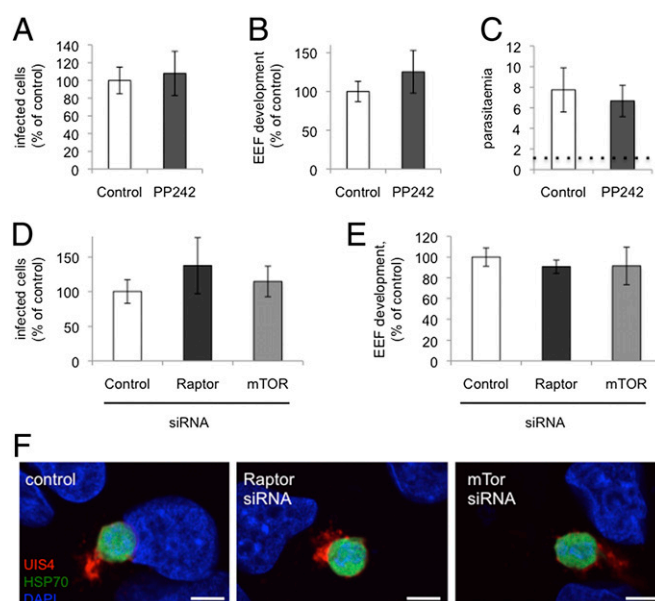 A
infected cells
(% of control)
140
120
100
80
60
40
20
0
Control PP242
B
EEF development
(% of control)
150
100
50
0
Control PP242
C
parasitaemia
12
10
8
6
4
2
0
Control PP242
D
infected cells
(% of control)
200
150
100
50
0
Control Raptor mTOR
siRNA
E
EEF development,
(% of control)
120
100
80
60
40
20
0
Control Raptor mTOR
siRNA
F
control
UIS4
HSP70
DAPI
Raptor
siRNA
mTor
siRNA